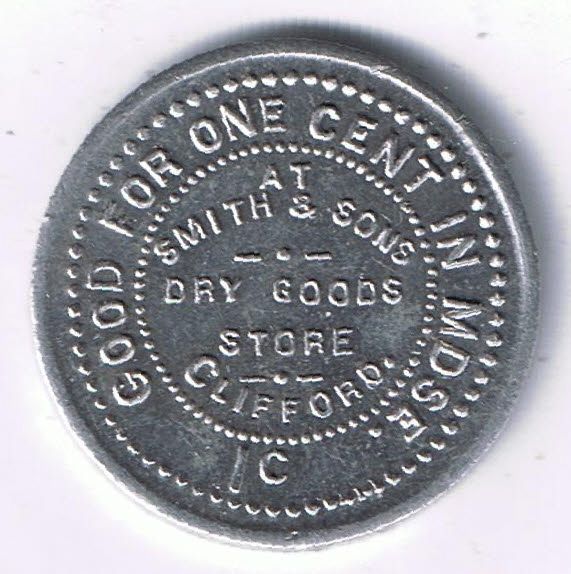 GOOD FOR ONE CENT IN MDSE.
AT
SMITH & SONS
DRY GOODS
STORE
CLIFFORD.
1C